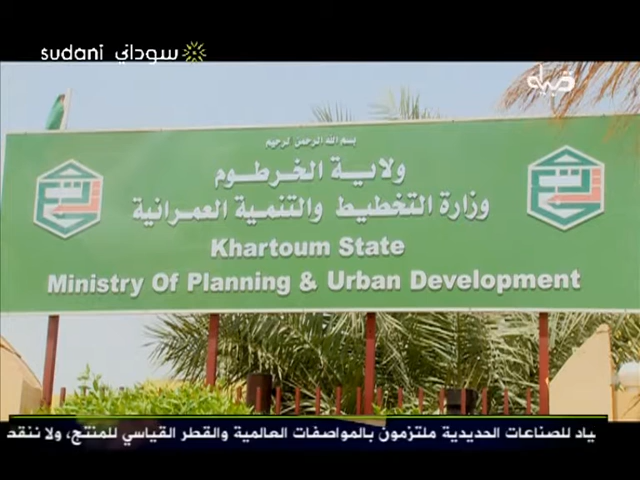 sudani سوداني
بسم الله الرحمن الرحيم
ولاية الخرطوم
وزارة التخطيط والتنمية العمرانية
Khartoum State
Ministry Of Planning & Urban Development
ياد للصناعات الحديدية ملتزمون بالمواصفات العالمية والقطر القياسي للمنتج، ولا ننقد